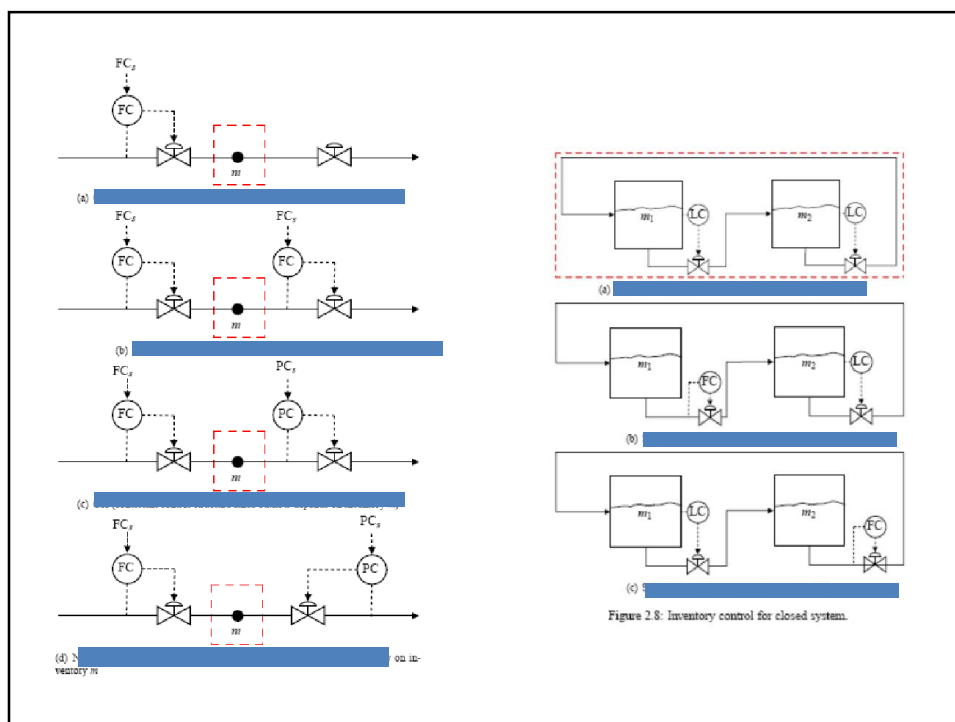 FCₛ
FC
m
(a)
FCₛ
FCₛ
FC
FC
m
(b)
FCₛ
PCₛ
FC
PC
m
(c)
FCₛ
PCₛ
FC
PC
m
(d) N
on in-
ventory m
m₁
LC
m₂
LC
(a)
m₁
FC
m₂
LC
(b)
m₁
LC
m₂
FC
(c)
Figure 2.8: Inventory control for closed system.